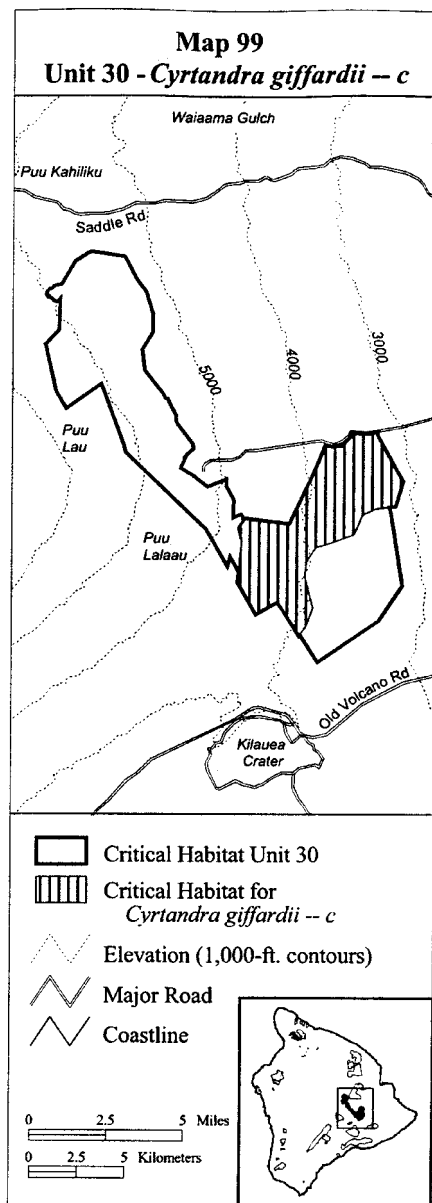 Map 99
Unit 30 - Cyrtandra giffardii -- c
Waiaama Gulch
Puu Kahiliku
Saddle Rd
5000
4000
3000
Puu
Lau
Puu
Lalaau
Old Volcano Rd
Kilauea
Crater
Critical Habitat Unit 30
Critical Habitat for
Cyrtandra giffardii -- c
Elevation (1,000-ft. contours)
Major Road
Coastline
0 2.5 5 Miles
0 2.5 5 Kilometers